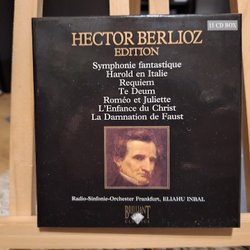 11 CD BOX
HECTOR BERLIOZ
EDITION
Symphonie fantastique
Harold en Italie
Requiem
Te Deum
Roméo et Juliette
L'Enfance du Christ
La Damnation de Faust
Radio-Sinfonie-Orchester Frankfurt, ELIAHU INBAL
BRILLIANT
CLASSICS